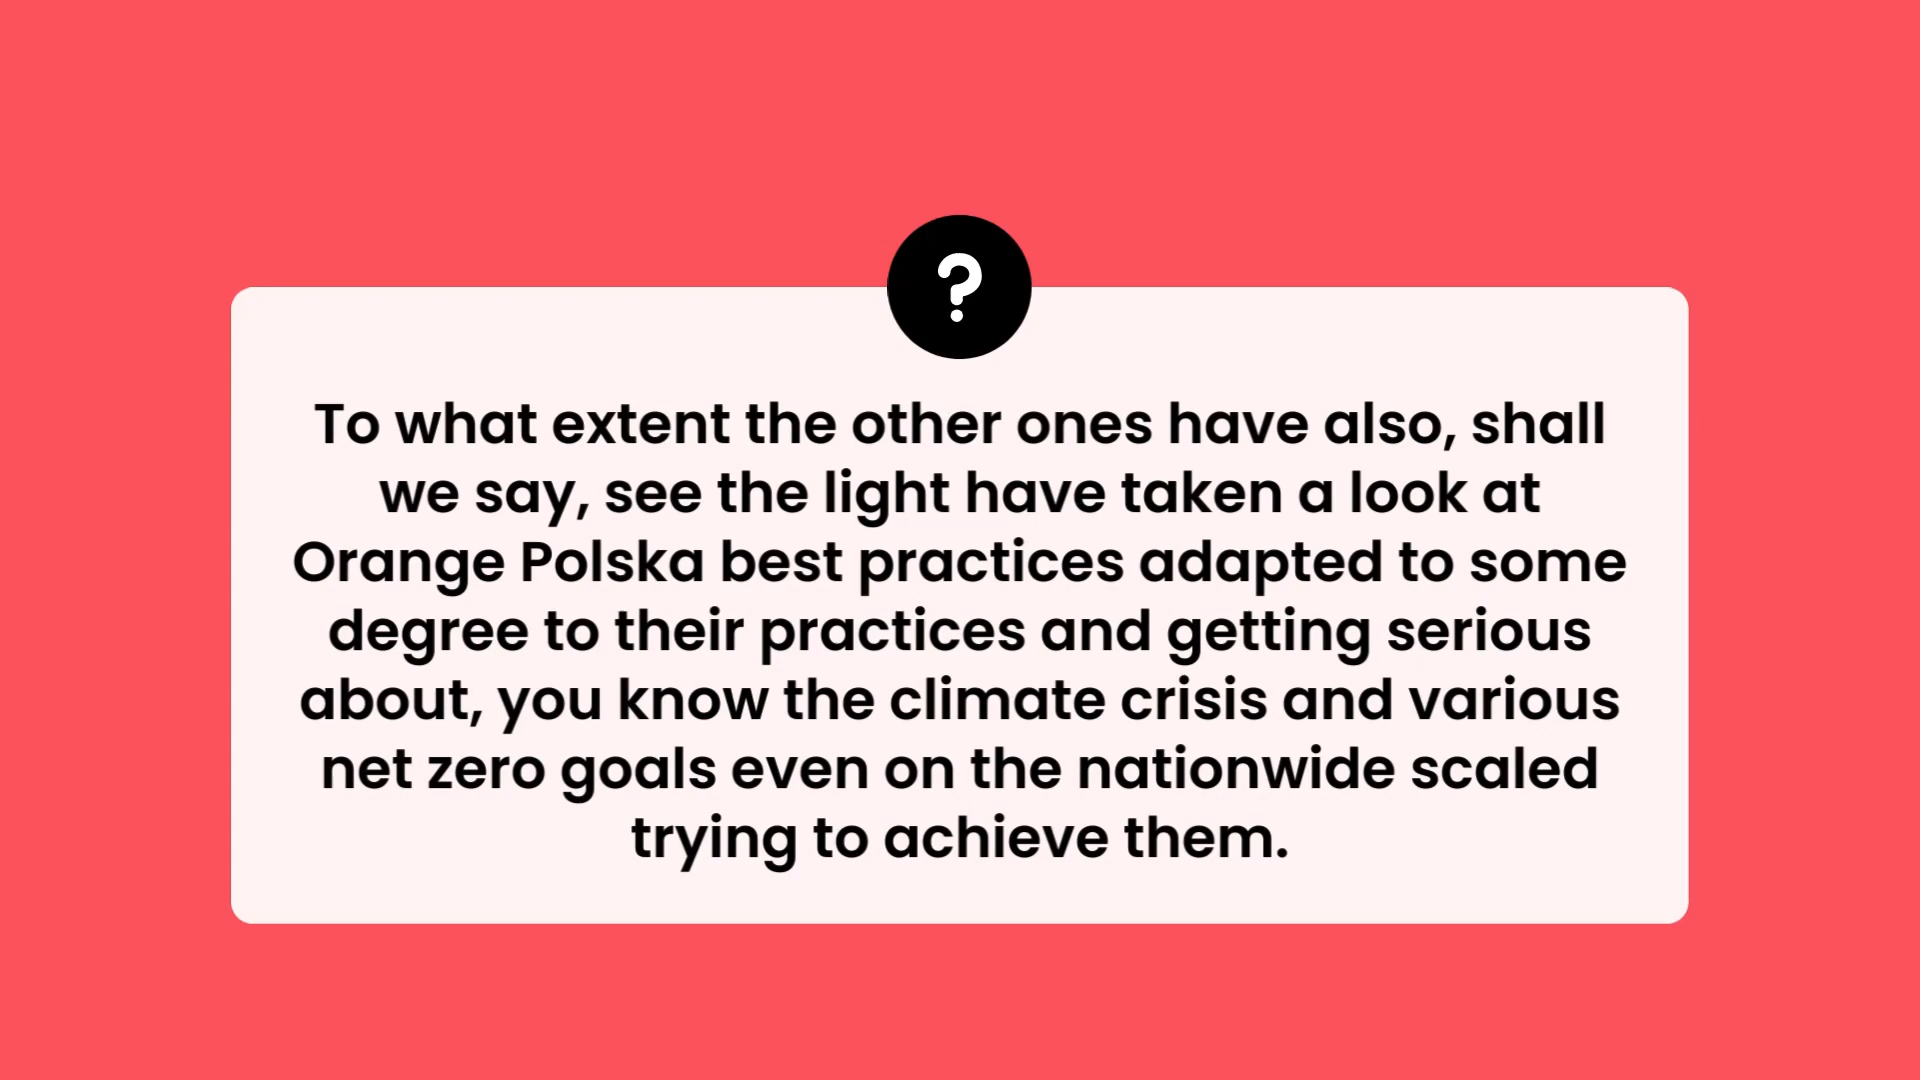 ?
To what extent the other ones have also, shall
we say, see the light have taken a look at
Orange Polska best practices adapted to some
degree to their practices and getting serious
about, you know the climate crisis and various
net zero goals even on the nationwide scaled
trying to achieve them.